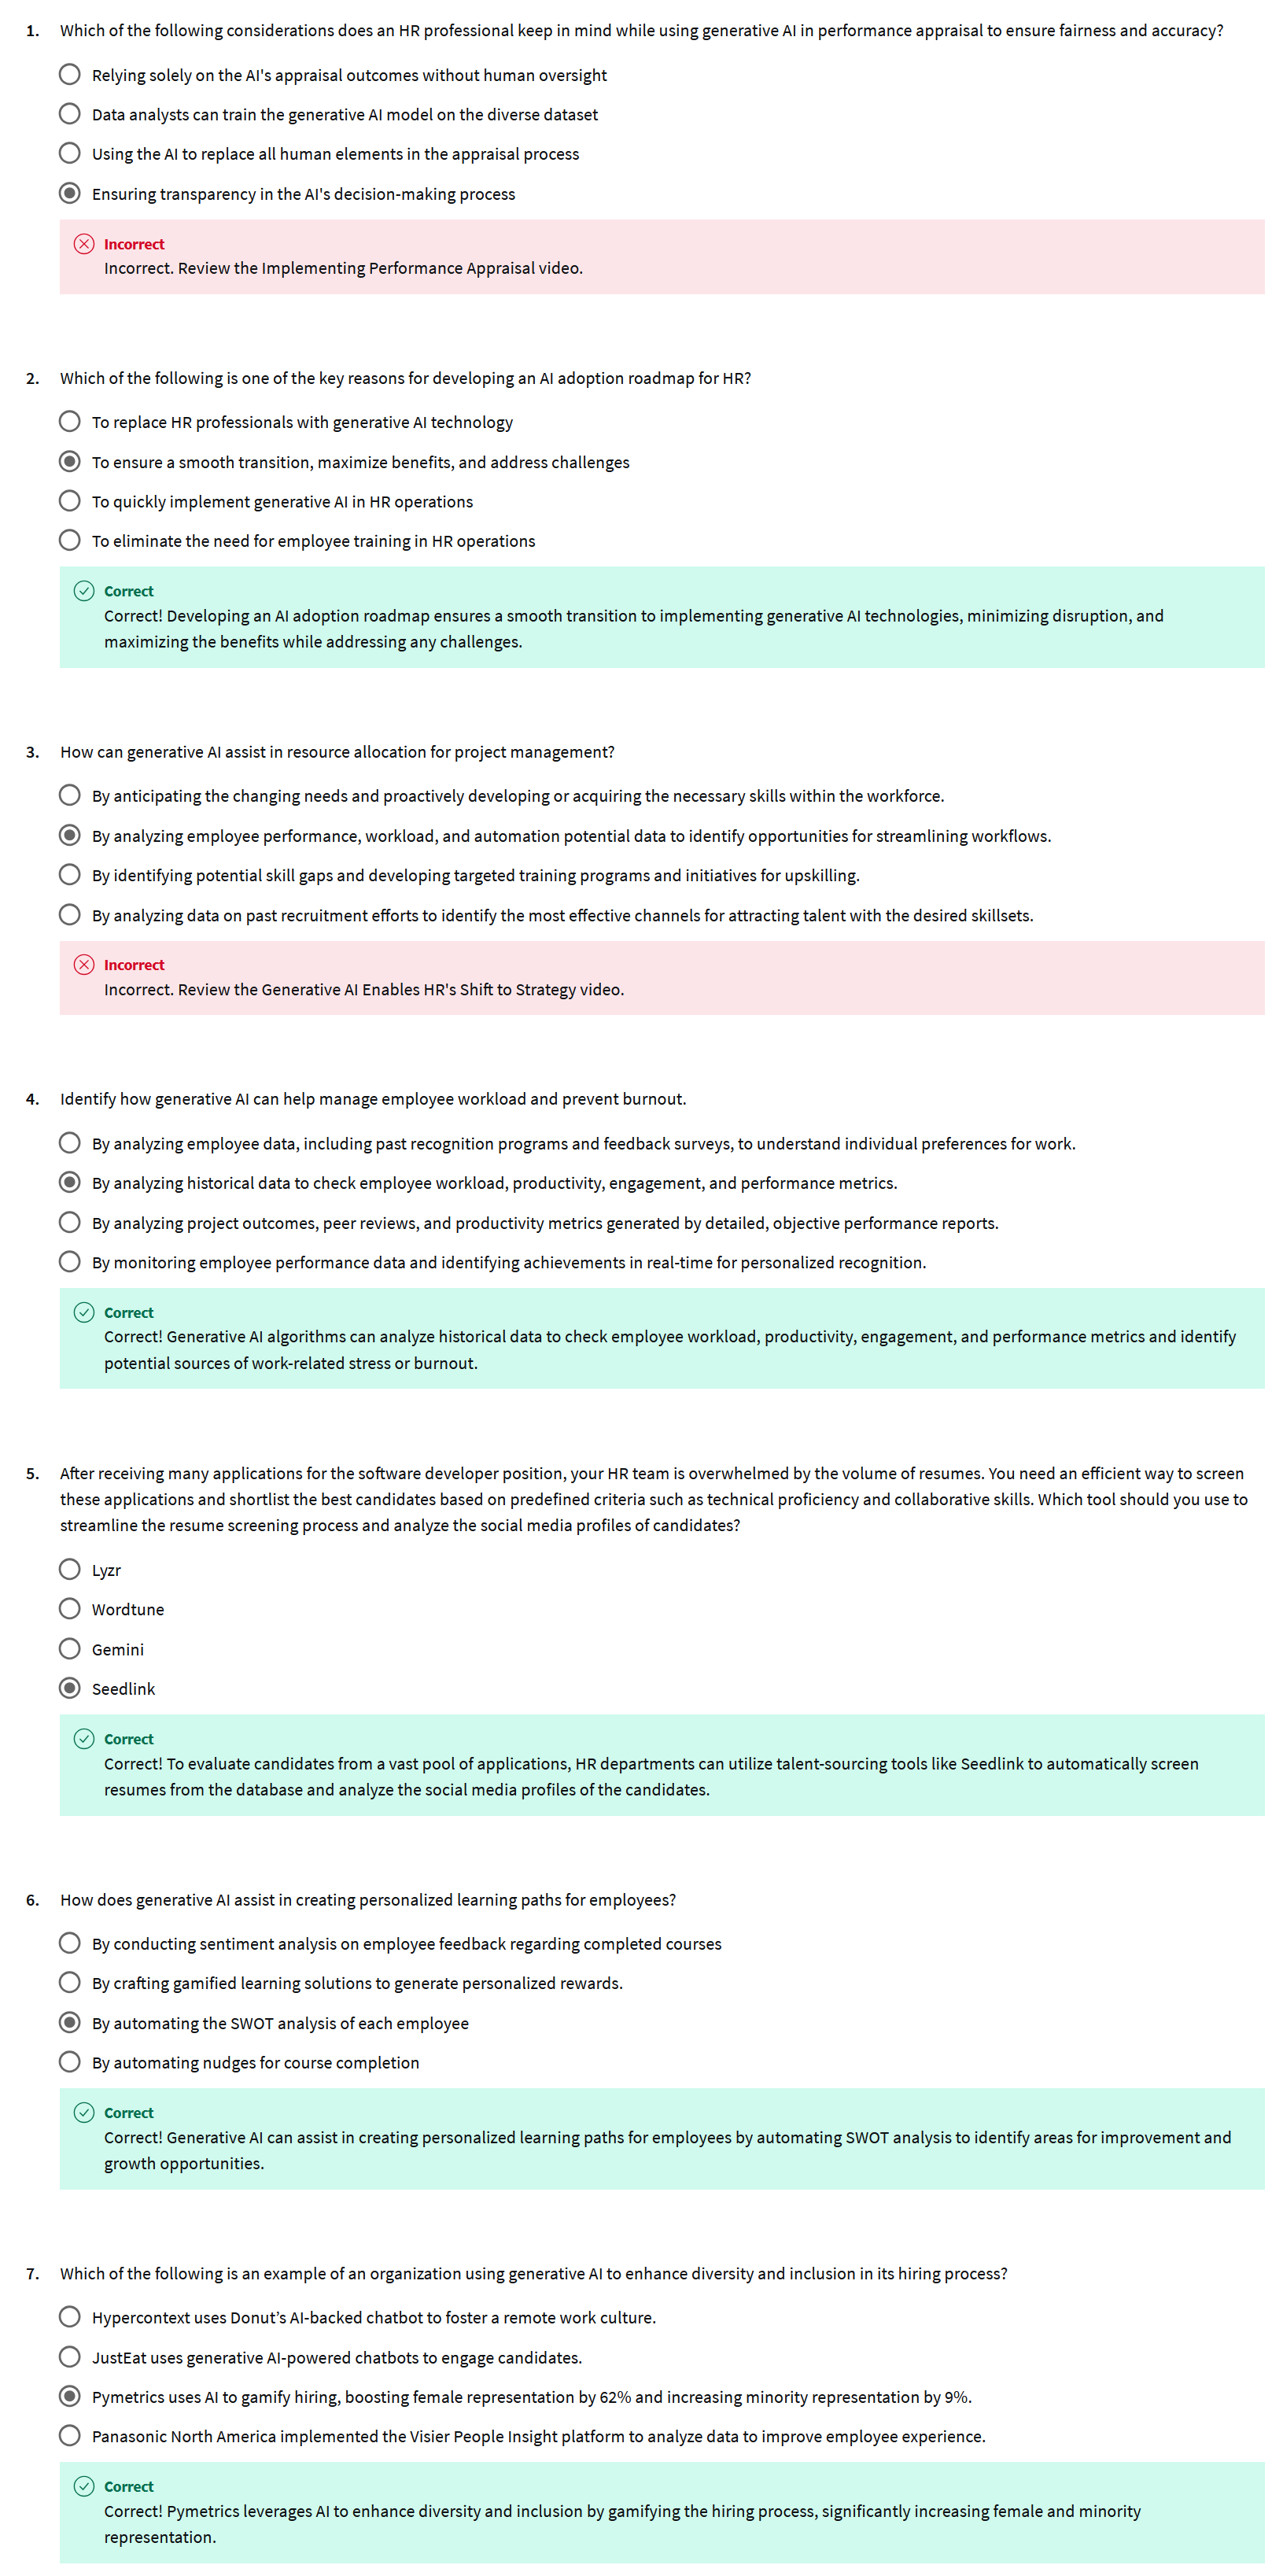 1. Which of the following considerations does an HR professional keep in mind while using generative AI in performance appraisal to ensure fairness and accuracy?
Relying solely on the AI's appraisal outcomes without human oversight
Data analysts can train the generative AI model on the diverse dataset
Using the AI to replace all human elements in the appraisal process
Ensuring transparency in the AI's decision-making process
Incorrect
Incorrect. Review the Implementing Performance Appraisal video.
2. Which of the following is one of the key reasons for developing an AI adoption roadmap for HR?
To replace HR professionals with generative AI technology
To ensure a smooth transition, maximize benefits, and address challenges
To quickly implement generative AI in HR operations
To eliminate the need for employee training in HR operations
Correct
Correct! Developing an AI adoption roadmap ensures a smooth transition to implementing generative AI technologies, minimizing disruption, and
maximizing the benefits while addressing any challenges.
3. How can generative AI assist in resource allocation for project management?
By anticipating the changing needs and proactively developing or acquiring the necessary skills within the workforce.
By analyzing employee performance, workload, and automation potential data to identify opportunities for streamlining workflows.
By identifying potential skill gaps and developing targeted training programs and initiatives for upskilling.
By analyzing data on past recruitment efforts to identify the most effective channels for attracting talent with the desired skillsets.
Incorrect
Incorrect. Review the Generative AI Enables HR's Shift to Strategy video.
4. Identify how generative AI can help manage employee workload and prevent burnout.
By analyzing employee data, including past recognition programs and feedback surveys, to understand individual preferences for work.
By analyzing historical data to check employee workload, productivity, engagement, and performance metrics.
By analyzing project outcomes, peer reviews, and productivity metrics generated by detailed, objective performance reports.
By monitoring employee performance data and identifying achievements in real-time for personalized recognition.
Correct
Correct! Generative AI algorithms can analyze historical data to check employee workload, productivity, engagement, and performance metrics and identify
potential sources of work-related stress or burnout.
5. After receiving many applications for the software developer position, your HR team is overwhelmed by the volume of resumes. You need an efficient way to screen
these applications and shortlist the best candidates based on predefined criteria such as technical proficiency and collaborative skills. Which tool should you use to
streamline the resume screening process and analyze the social media profiles of candidates?
Lyzr
Wordtune
Gemini
Seedlink
Correct
Correct! To evaluate candidates from a vast pool of applications, HR departments can utilize talent-sourcing tools like Seedlink to automatically screen
resumes from the database and analyze the social media profiles of the candidates.
6. How does generative AI assist in creating personalized learning paths for employees?
By conducting sentiment analysis on employee feedback regarding completed courses
By crafting gamified learning solutions to generate personalized rewards.
By automating the SWOT analysis of each employee
By automating nudges for course completion
Correct
Correct! Generative AI can assist in creating personalized learning paths for employees by automating SWOT analysis to identify areas for improvement and
growth opportunities.
7. Which of the following is an example of an organization using generative AI to enhance diversity and inclusion in its hiring process?
Hypercontext uses Donut’s AI-backed chatbot to foster a remote work culture.
JustEat uses generative AI-powered chatbots to engage candidates.
Pymetrics uses AI to gamify hiring, boosting female representation by 62% and increasing minority representation by 9%.
Panasonic North America implemented the Visier People Insight platform to analyze data to improve employee experience.
Correct
Correct! Pymetrics leverages AI to enhance diversity and inclusion by gamifying the hiring process, significantly increasing female and minority
representation.